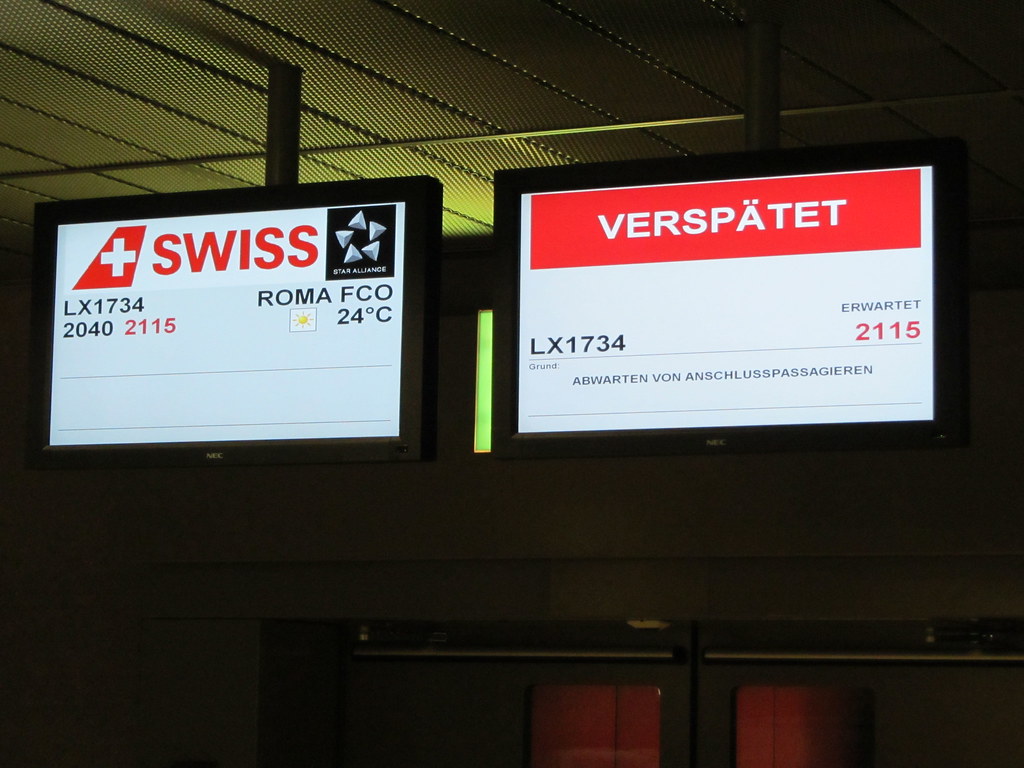 SWISS
STAR ALLIANCE
LX1734
ROMA FCO
2040 2115
24°C
NEC
VERSPÄTET
ERWARTET
LX1734
2115
Grund:
ABWARTEN VON ANSCHLUSSPASSAGIEREN
NEC